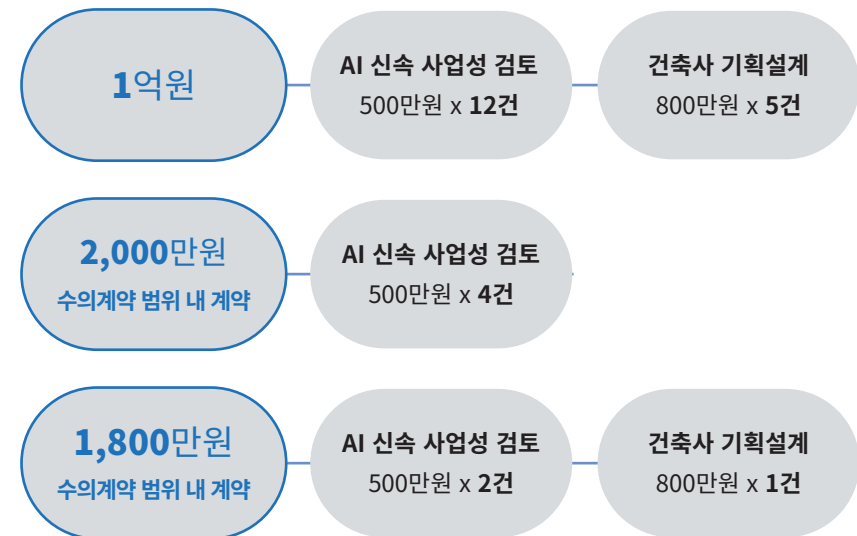 1억원
AI 신속 사업성 검토
500만원 x 12건
건축사 기획설계
800만원 x 5건
2,000만원
수의계약 범위 내 계약
AI 신속 사업성 검토
500만원 x 4건
1,800만원
수의계약 범위 내 계약
AI 신속 사업성 검토
500만원 x 2건
건축사 기획설계
800만원 x 1건